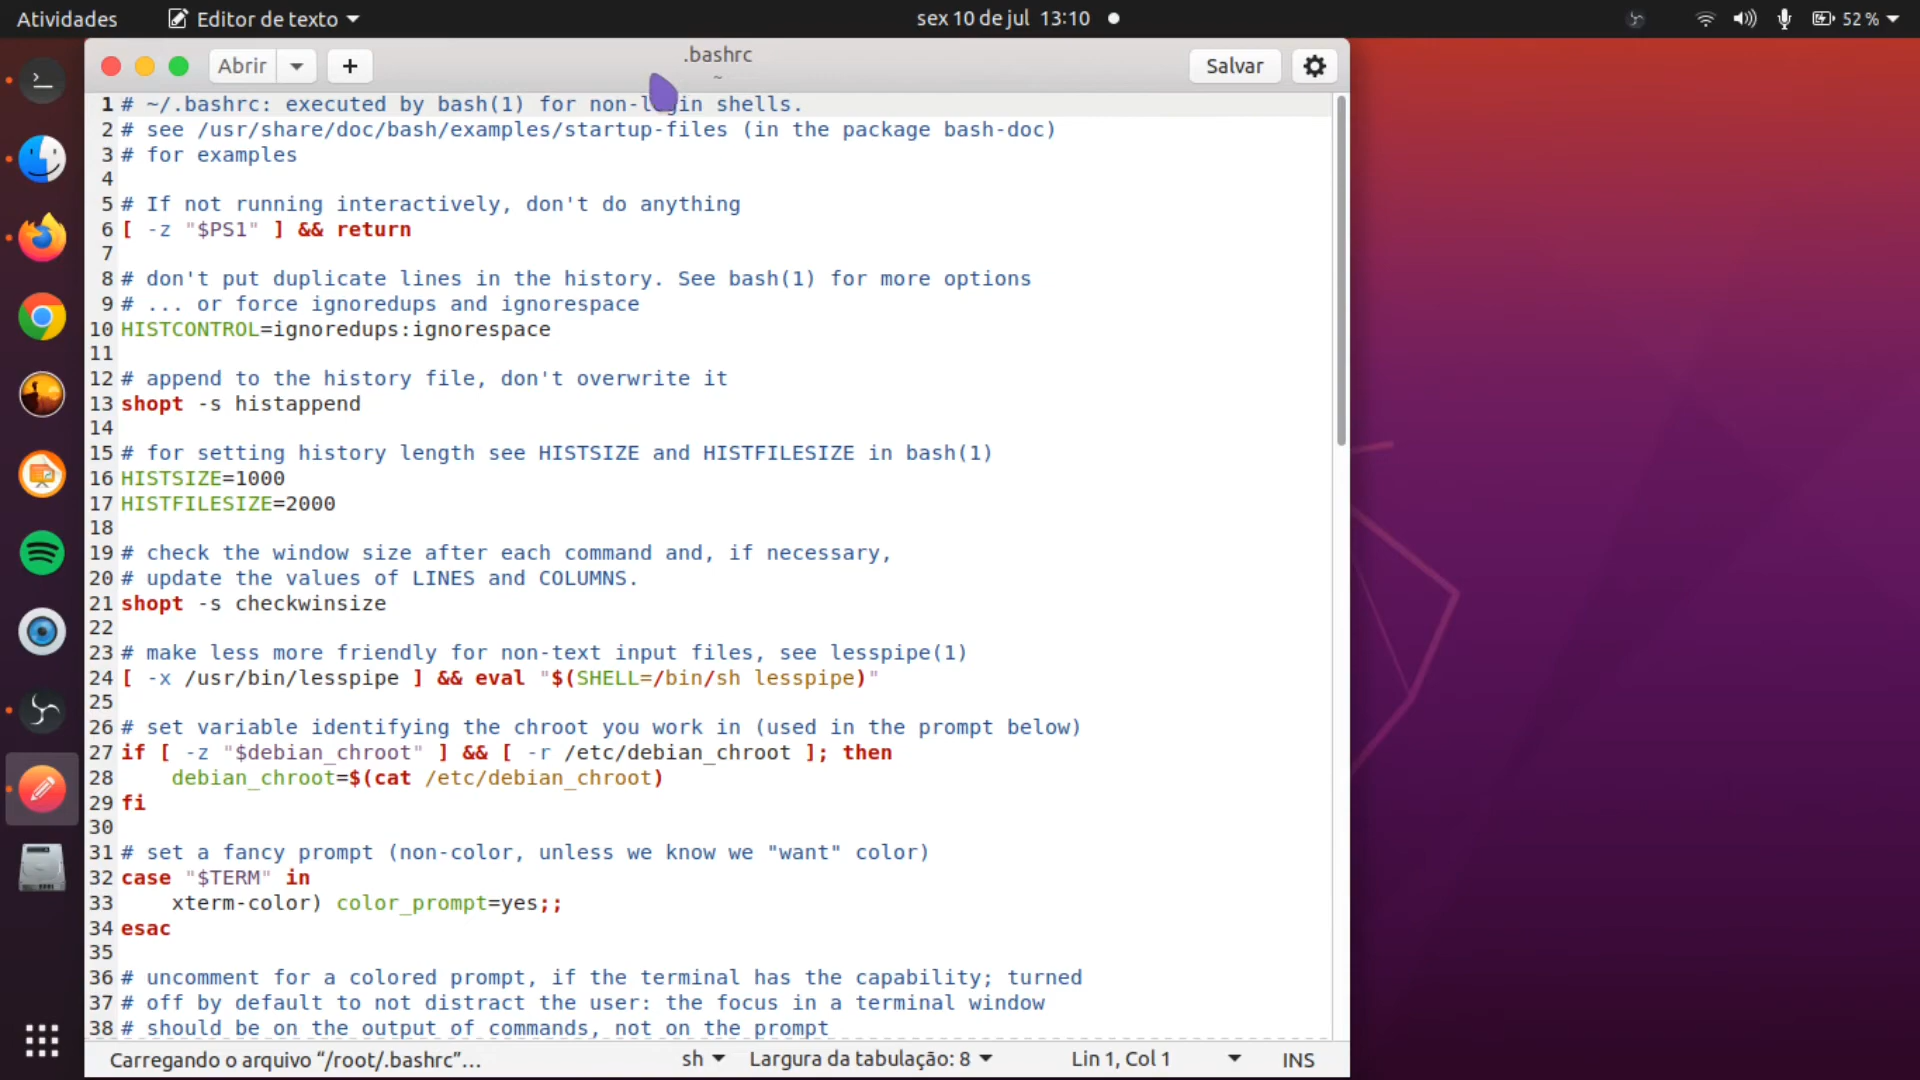 Atividades
Editor de texto
sex 10 de jul 13:10
52 %
Abrir
+
.bashrc
~
Salvar
1 # ~/.bashrc: executed by bash(1) for non-login shells.
2 # see /usr/share/doc/bash/examples/startup-files (in the package bash-doc)
3 # for examples
4
5 # If not running interactively, don't do anything
6 [ -z "$PS1" ] && return
7
8 # don't put duplicate lines in the history. See bash(1) for more options
9 # ... or force ignoredups and ignorespace
10 HISTCONTROL=ignoredups:ignorespace
11
12 # append to the history file, don't overwrite it
13 shopt -s histappend
14
15 # for setting history length see HISTSIZE and HISTFILESIZE in bash(1)
16 HISTSIZE=1000
17 HISTFILESIZE=2000
18
19 # check the window size after each command and, if necessary,
20 # update the values of LINES and COLUMNS.
21 shopt -s checkwinsize
22
23 # make less more friendly for non-text input files, see lesspipe(1)
24 [ -x /usr/bin/lesspipe ] && eval "$(SHELL=/bin/sh lesspipe)"
25
26 # set variable identifying the chroot you work in (used in the prompt below)
27 if [ -z "$debian_chroot" ] && [ -r /etc/debian_chroot ]; then
28     debian_chroot=$(cat /etc/debian_chroot)
29 fi
30
31 # set a fancy prompt (non-color, unless we know we "want" color)
32 case "$TERM" in
33     xterm-color) color_prompt=yes;;
34 esac
35
36 # uncomment for a colored prompt, if the terminal has the capability; turned
37 # off by default to not distract the user: the focus in a terminal window
38 # should be on the output of commands, not on the prompt
Carregando o arquivo “/root/.bashrc”…
sh
Largura da tabulação: 8
Lin 1, Col 1
INS